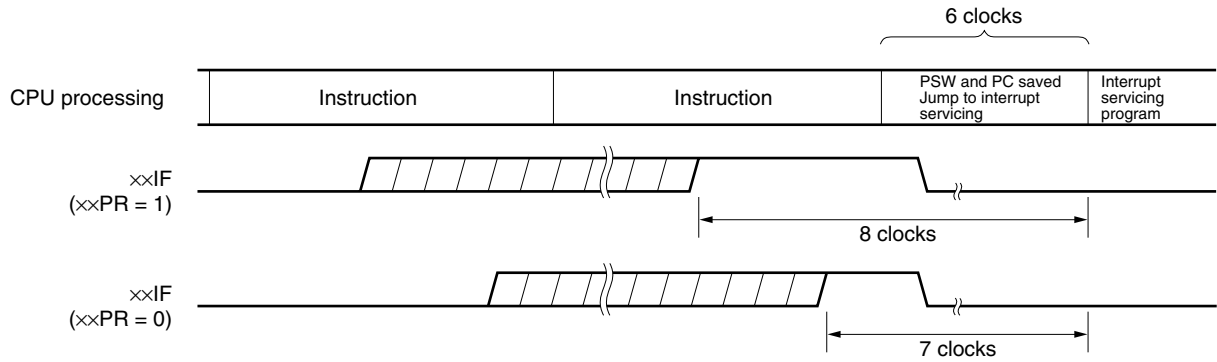 6 clocks
CPU processing
Instruction
Instruction
PSW and PC saved
Jump to interrupt
servicing
Interrupt
servicing
program
××IF
(××PR = 1)
8 clocks
××IF
(××PR = 0)
7 clocks